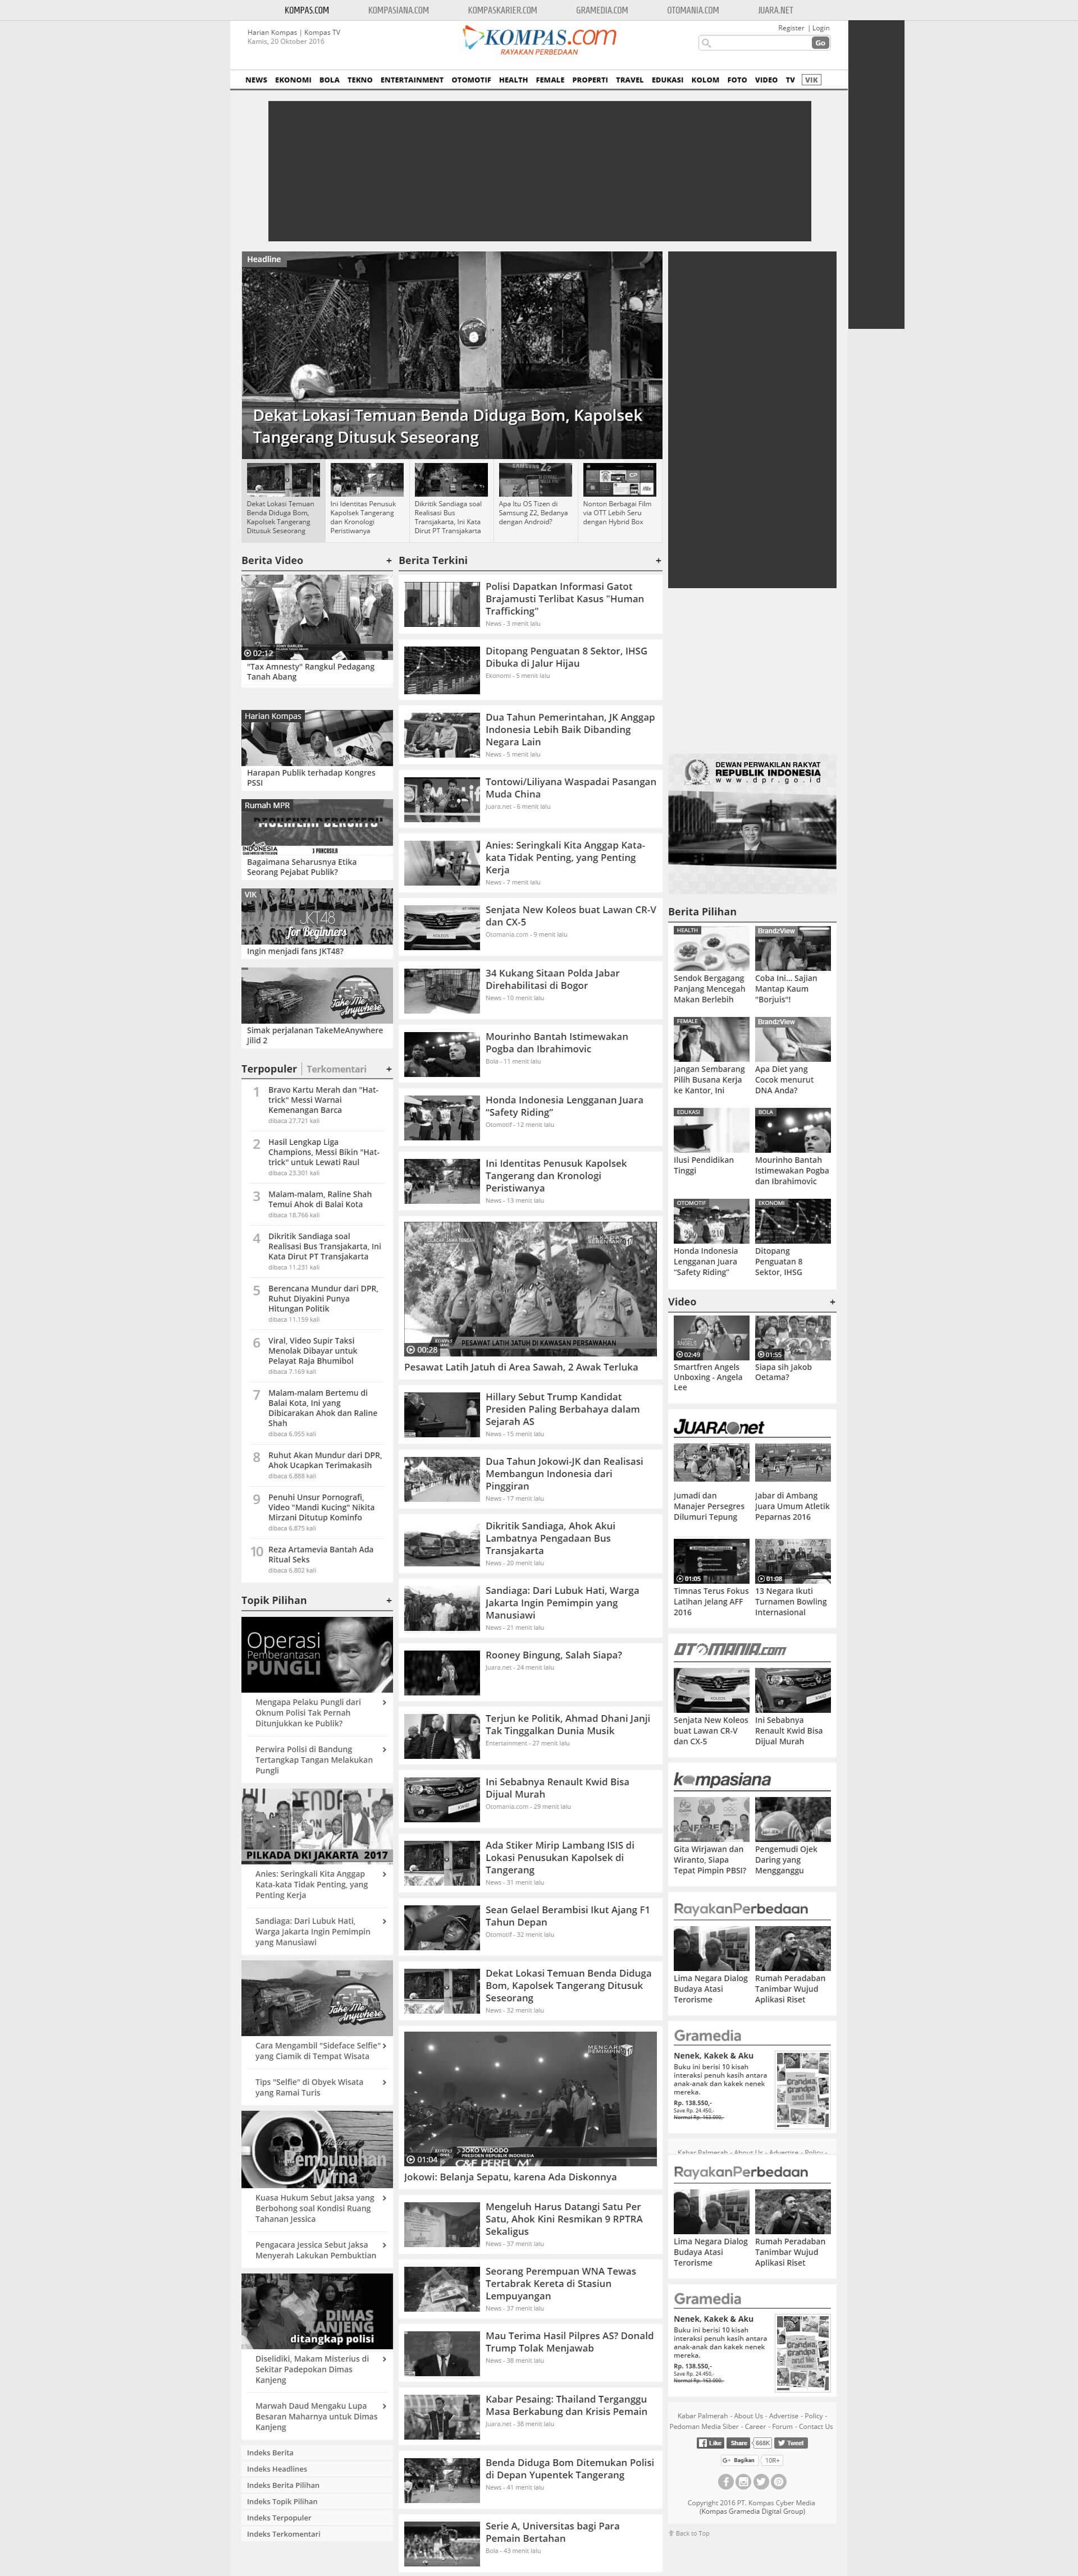 KOMPAS.COM
KOMPASIANA.COM
KOMPASKARIER.COM
GRAMEDIA.COM
OTOMANIA.COM
JUARA.NET
Harian Kompas | Kompas TV
Kamis, 20 Oktober 2016
KOMPAS.com
RAYAKAN PERBEDAAN
Register | Login
Go
NEWS EKONOMI BOLA TEKNO ENTERTAINMENT OTOMOTIF HEALTH FEMALE PROPERTI TRAVEL EDUKASI KOLOM FOTO VIDEO TV VIK
Headline
Dekat Lokasi Temuan Benda Diduga Bom, Kapolsek
Tangerang Ditusuk Seseorang
Dekat Lokasi Temuan
Benda Diduga Bom,
Kapolsek Tangerang
Ditusuk Seseorang
Ini Identitas Penusuk
Kapolsek Tangerang
dan Kronologi
Peristiwanya
Dikritik Sandiaga soal
Realisasi Bus
Transjakarta, Ini Kata
Dirut PT Transjakarta
Apa Itu OS Tizen di
Samsung Z2, Bedanya
dengan Android?
Nonton Berbagai Film
via OTT Lebih Seru
dengan Hybrid Box
Berita Video +
02:12
"Tax Amnesty" Rangkul Pedagang
Tanah Abang
Harian Kompas
Harapan Publik terhadap Kongres
PSSI
Rumah MPR
Bagaimana Seharusnya Etika
Seorang Pejabat Publik?
VIK
JKT48
for Beginners
Ingin menjadi fans JKT48?
Take Me
Anywhere
Simak perjalanan TakeMeAnywhere
Jilid 2
Terpopuler | Terkomentari +
1 Bravo Kartu Merah dan "Hat-
trick" Messi Warnai
Kemenangan Barca
dibaca 27.721 kali
2 Hasil Lengkap Liga
Champions, Messi Bikin "Hat-
trick" untuk Lewati Raul
dibaca 23.301 kali
3 Malam-malam, Raline Shah
Temui Ahok di Balai Kota
dibaca 18.766 kali
4 Dikritik Sandiaga soal
Realisasi Bus Transjakarta, Ini
Kata Dirut PT Transjakarta
dibaca 11.231 kali
5 Berencana Mundur dari DPR,
Ruhut Diyakini Punya
Hitungan Politik
dibaca 11.159 kali
6 Viral, Video Supir Taksi
Menolak Dibayar untuk
Pelayat Raja Bhumibol
dibaca 7.169 kali
7 Malam-malam Bertemu di
Balai Kota, Ini yang
Dibicarakan Ahok dan Raline
Shah
dibaca 6.955 kali
8 Ruhut Akan Mundur dari DPR,
Ahok Ucapkan Terimakasih
dibaca 6.888 kali
9 Penuhi Unsur Pornografi,
Video "Mandi Kucing" Nikita
Mirzani Ditutup Kominfo
dibaca 6.875 kali
10 Reza Artamevia Bantah Ada
Ritual Seks
dibaca 6.802 kali
Topik Pilihan +
Operasi
Pemberantasan
PUNGLI
Mengapa Pelaku Pungli dari
Oknum Polisi Tak Pernah
Ditunjukkan ke Publik?
Perwira Polisi di Bandung
Tertangkap Tangan Melakukan
Pungli
PILKADA DKI JAKARTA 2017
Anies: Seringkali Kita Anggap
Kata-kata Tidak Penting, yang
Penting Kerja
Sandiaga: Dari Lubuk Hati,
Warga Jakarta Ingin Pemimpin
yang Manusiawi
Take Me
Anywhere
Cara Mengambil "Sideface Selfie"
yang Ciamik di Tempat Wisata
Tips "Selfie" di Obyek Wisata
yang Ramai Turis
Pembunuhan
Mirna
Kuasa Hukum Sebut Jaksa yang
Berbohong soal Kondisi Ruang
Tahanan Jessica
Pengacara Jessica Sebut Jaksa
Menyerah Lakukan Pembuktian
DIMAS
KANJENG
ditangkap polisi
Diselidiki, Makam Misterius di
Sekitar Padepokan Dimas
Kanjeng
Marwah Daud Mengaku Lupa
Besaran Maharnya untuk Dimas
Kanjeng
Indeks Berita
Indeks Headlines
Indeks Berita Pilihan
Indeks Topik Pilihan
Indeks Terpopuler
Indeks Terkomentari
Berita Terkini +
Polisi Dapatkan Informasi Gatot
Brajamusti Terlibat Kasus "Human
Trafficking"
News - 3 menit lalu
Ditopang Penguatan 8 Sektor, IHSG
Dibuka di Jalur Hijau
Ekonomi - 5 menit lalu
Dua Tahun Pemerintahan, JK Anggap
Indonesia Lebih Baik Dibanding
Negara Lain
News - 5 menit lalu
Tontowi/Liliyana Waspadai Pasangan
Muda China
Juara.net - 6 menit lalu
Anies: Seringkali Kita Anggap Kata-
kata Tidak Penting, yang Penting
Kerja
News - 7 menit lalu
Senjata New Koleos buat Lawan CR-V
dan CX-5
Otomania.com - 9 menit lalu
34 Kukang Sitaan Polda Jabar
Direhabilitasi di Bogor
News - 10 menit lalu
Mourinho Bantah Istimewakan
Pogba dan Ibrahimovic
Bola - 11 menit lalu
Honda Indonesia Lengganan Juara
"Safety Riding"
Otomotif - 12 menit lalu
Ini Identitas Penusuk Kapolsek
Tangerang dan Kronologi
Peristiwanya
News - 13 menit lalu
PESAWAT LATIH JATUH DI KAWASAN PERSAWAHAN
00:28
Pesawat Latih Jatuh di Area Sawah, 2 Awak Terluka
Hillary Sebut Trump Kandidat
Presiden Paling Berbahaya dalam
Sejarah AS
News - 15 menit lalu
Dua Tahun Jokowi-JK dan Realisasi
Membangun Indonesia dari
Pinggiran
News - 17 menit lalu
Dikritik Sandiaga, Ahok Akui
Lambatnya Pengadaan Bus
Transjakarta
News - 20 menit lalu
Sandiaga: Dari Lubuk Hati, Warga
Jakarta Ingin Pemimpin yang
Manusiawi
News - 21 menit lalu
Rooney Bingung, Salah Siapa?
Juara.net - 24 menit lalu
Terjun ke Politik, Ahmad Dhani Janji
Tak Tinggalkan Dunia Musik
Entertainment - 27 menit lalu
Ini Sebabnya Renault Kwid Bisa
Dijual Murah
Otomania.com - 29 menit lalu
Ada Stiker Mirip Lambang ISIS di
Lokasi Penusukan Kapolsek di
Tangerang
News - 31 menit lalu
Sean Gelael Berambisi Ikut Ajang F1
Tahun Depan
Otomotif - 32 menit lalu
Dekat Lokasi Temuan Benda Diduga
Bom, Kapolsek Tangerang Ditusuk
Seseorang
News - 32 menit lalu
JOKO WIDODO
01:04
Jokowi: Belanja Sepatu, karena Ada Diskonnya
Mengeluh Harus Datangi Satu Per
Satu, Ahok Kini Resmikan 9 RPTRA
Sekaligus
News - 37 menit lalu
Seorang Perempuan WNA Tewas
Tertabrak Kereta di Stasiun
Lempuyangan
News - 37 menit lalu
Mau Terima Hasil Pilpres AS? Donald
Trump Tolak Menjawab
News - 38 menit lalu
Kabar Pesaing: Thailand Terganggu
Masa Berkabung dan Krisis Pemain
Juara.net - 38 menit lalu
Benda Diduga Bom Ditemukan Polisi
di Depan Yupentek Tangerang
News - 41 menit lalu
Serie A, Universitas bagi Para
Pemain Bertahan
Bola - 43 menit lalu
DEWAN PERWAKILAN RAKYAT
REPUBLIK INDONESIA
www.dpr.go.id
Berita Pilihan
HEALTH
Sendok Bergagang
Panjang Mencegah
Makan Berlebih
BrandzView
Coba Ini... Sajian
Mantap Kaum
"Borjuis"!
FEMALE
Jangan Sembarang
Pilih Busana Kerja
ke Kantor, Ini
BrandzView
Apa Diet yang
Cocok menurut
DNA Anda?
EDUKASI
Ilusi Pendidikan
Tinggi
BOLA
Mourinho Bantah
Istimewakan Pogba
dan Ibrahimovic
OTOMOTIF
Honda Indonesia
Lengganan Juara
"Safety Riding"
EKONOMI
Ditopang
Penguatan 8
Sektor, IHSG
Video +
02:49
Smartfren Angels
Unboxing - Angela
Lee
01:55
Siapa sih Jakob
Oetama?
JUARA.net
Jumadi dan
Manajer Persegres
Dilumuri Tepung
Jabar di Ambang
Juara Umum Atletik
Peparnas 2016
01:05
Timnas Terus Fokus
Latihan Jelang AFF
2016
01:08
13 Negara Ikuti
Turnamen Bowling
Internasional
OTOMANIA.com
Senjata New Koleos
buat Lawan CR-V
dan CX-5
Ini Sebabnya
Renault Kwid Bisa
Dijual Murah
kompasiana
Gita Wirjawan dan
Wiranto, Siapa
Tepat Pimpin PBSI?
Pengemudi Ojek
Daring yang
Mengganggu
RayakanPerbedaan
Lima Negara Dialog
Budaya Atasi
Terorisme
Rumah Peradaban
Tanimbar Wujud
Aplikasi Riset
Gramedia
Nenek, Kakek & Aku
Buku ini berisi 10 kisah
interaksi penuh kasih antara
anak-anak dan kakek nenek
mereka.
Rp. 138.550,-
Save Rp. 24.450,-
Normal Rp. 163.000,-
Kabar Palmerah - About Us - Advertise - Policy -
RayakanPerbedaan
Lima Negara Dialog
Budaya Atasi
Terorisme
Rumah Peradaban
Tanimbar Wujud
Aplikasi Riset
Gramedia
Nenek, Kakek & Aku
Buku ini berisi 10 kisah
interaksi penuh kasih antara
anak-anak dan kakek nenek
mereka.
Rp. 138.550,-
Save Rp. 24.450,-
Normal Rp. 163.000,-
Kabar Palmerah - About Us - Advertise - Policy -
Pedoman Media Siber - Career - Forum - Contact Us
Like Share 668K Tweet
G+ Bagikan 10R+
Copyright 2016 PT. Kompas Cyber Media
(Kompas Gramedia Digital Group)
Back to Top